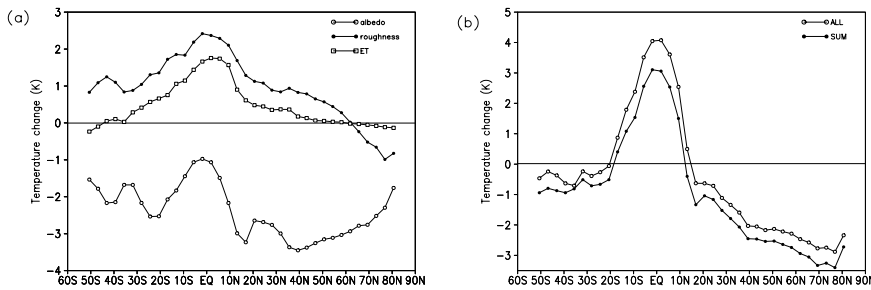 (a)
albedo
roughness
ET
Temperature change (K)
3
2
1
0
−1
−2
−3
−4
60S 50S 40S 30S 20S 10S EQ 10N 20N 30N 40N 50N 60N 70N 80N 90N
(b)
ALL
SUM
Temperature change (K)
5
4
3
2
1
0
−1
−2
−3
60S 50S 40S 30S 20S 10S EQ 10N 20N 30N 40N 50N 60N 70N 80N 90N